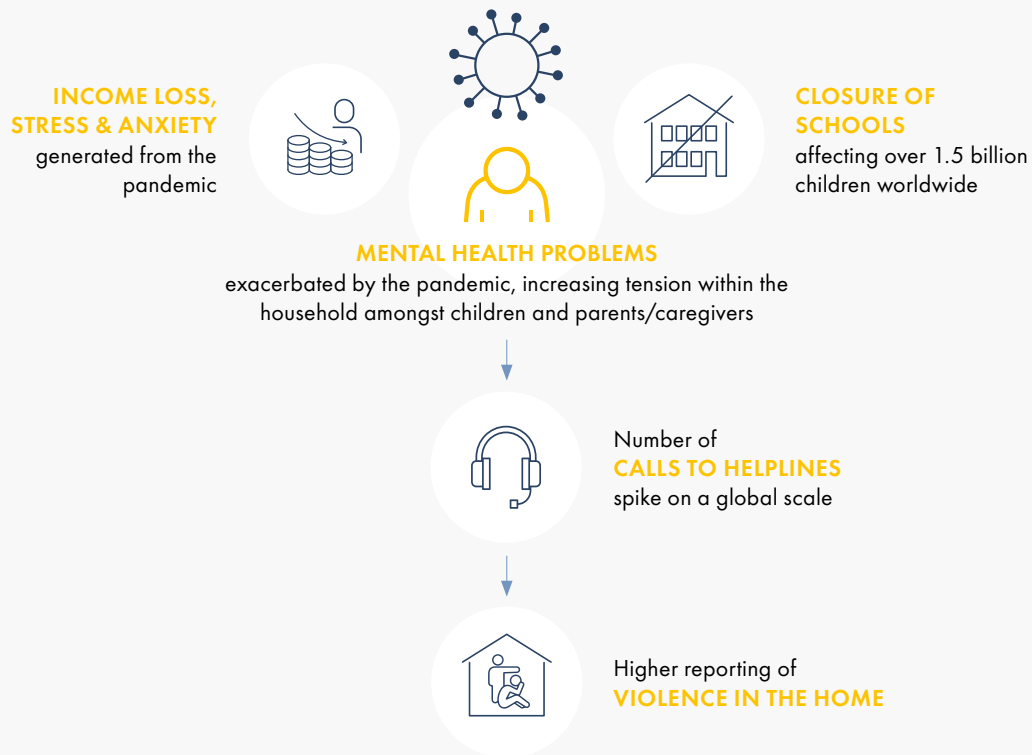 INCOME LOSS,
STRESS & ANXIETY
generated from the
pandemic
CLOSURE OF
SCHOOLS
affecting over 1.5 billion
children worldwide
MENTAL HEALTH PROBLEMS
exacerbated by the pandemic, increasing tension within the
household amongst children and parents/caregivers
Number of
CALLS TO HELPLINES
spike on a global scale
Higher reporting of
VIOLENCE IN THE HOME